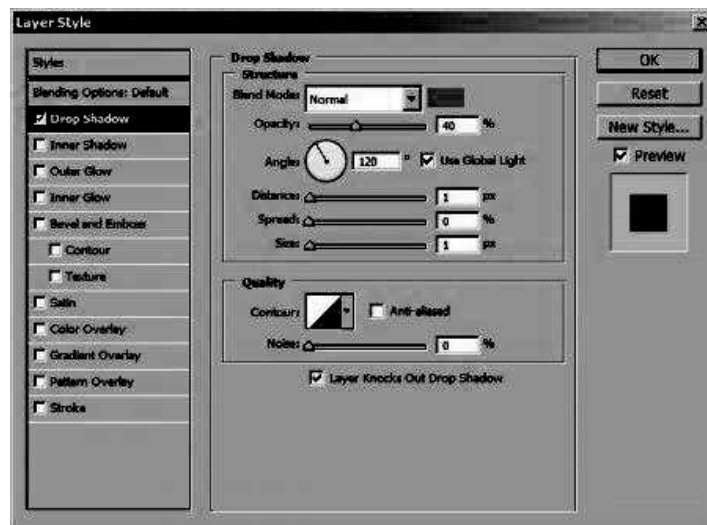 Layer Style
Styles
Blending Options: Default
Drop Shadow
Inner Shadow
Outer Glow
Inner Glow
Bevel and Emboss
Contour
Texture
Satin
Color Overlay
Gradient Overlay
Pattern Overlay
Stroke
Drop Shadow
Structure
Blend Mode: Normal
Opacity: 40 %
Angle: 120 ° Use Global Light
Distance: 1 px
Spread: 0 %
Size: 1 px
Quality
Contour: Anti-aliased
Noise: 0 %
Layer Knocks Out Drop Shadow
OK
Reset
New Style...
Preview